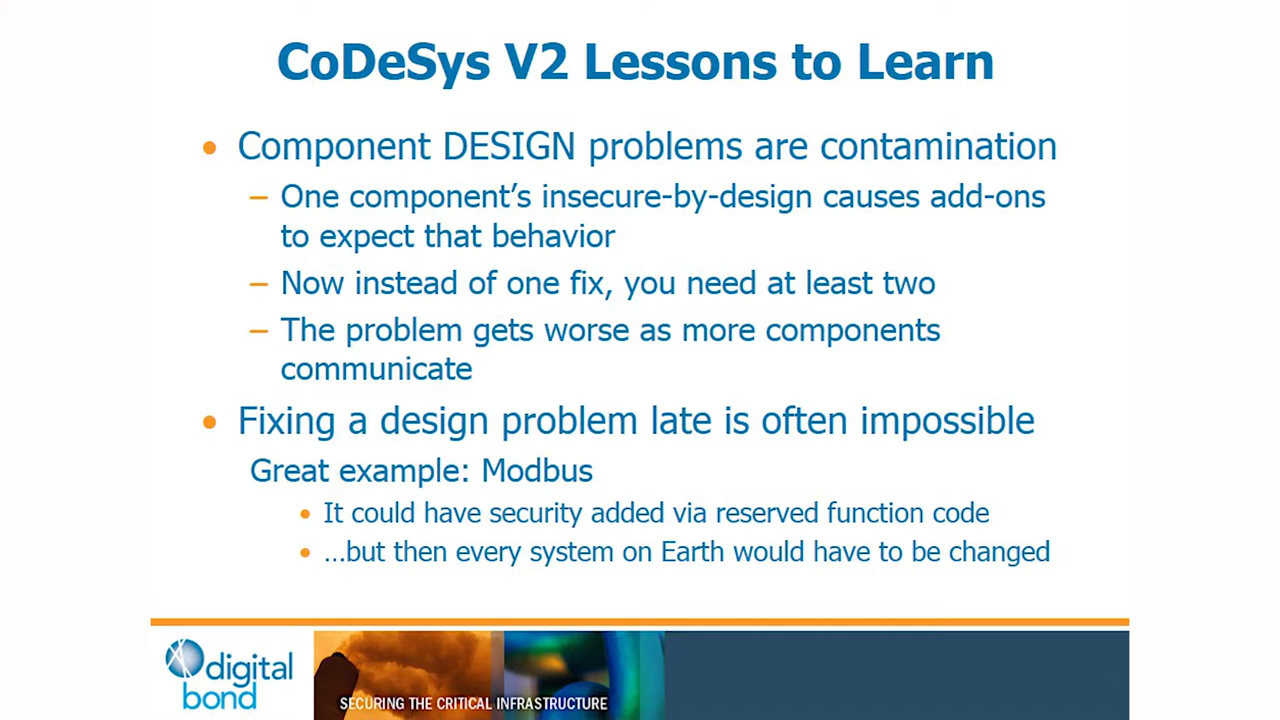 CoDeSys V2 Lessons to Learn
• Component DESIGN problems are contamination
– One component's insecure-by-design causes add-ons
to expect that behavior
– Now instead of one fix, you need at least two
– The problem gets worse as more components
communicate
• Fixing a design problem late is often impossible
Great example: Modbus
• It could have security added via reserved function code
• …but then every system on Earth would have to be changed
digital
bond
SECURING THE CRITICAL INFRASTRUCTURE